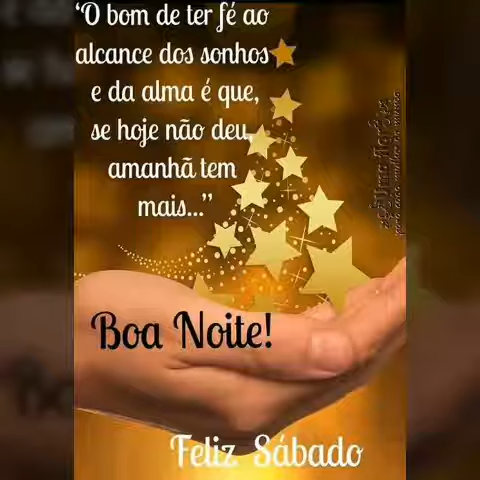 ‘O bom de ter fé ao
alcance dos sonhos
e da alma é que,
se hoje não deu,
amanhã tem
mais...”
Boa Noite!
Feliz Sábado